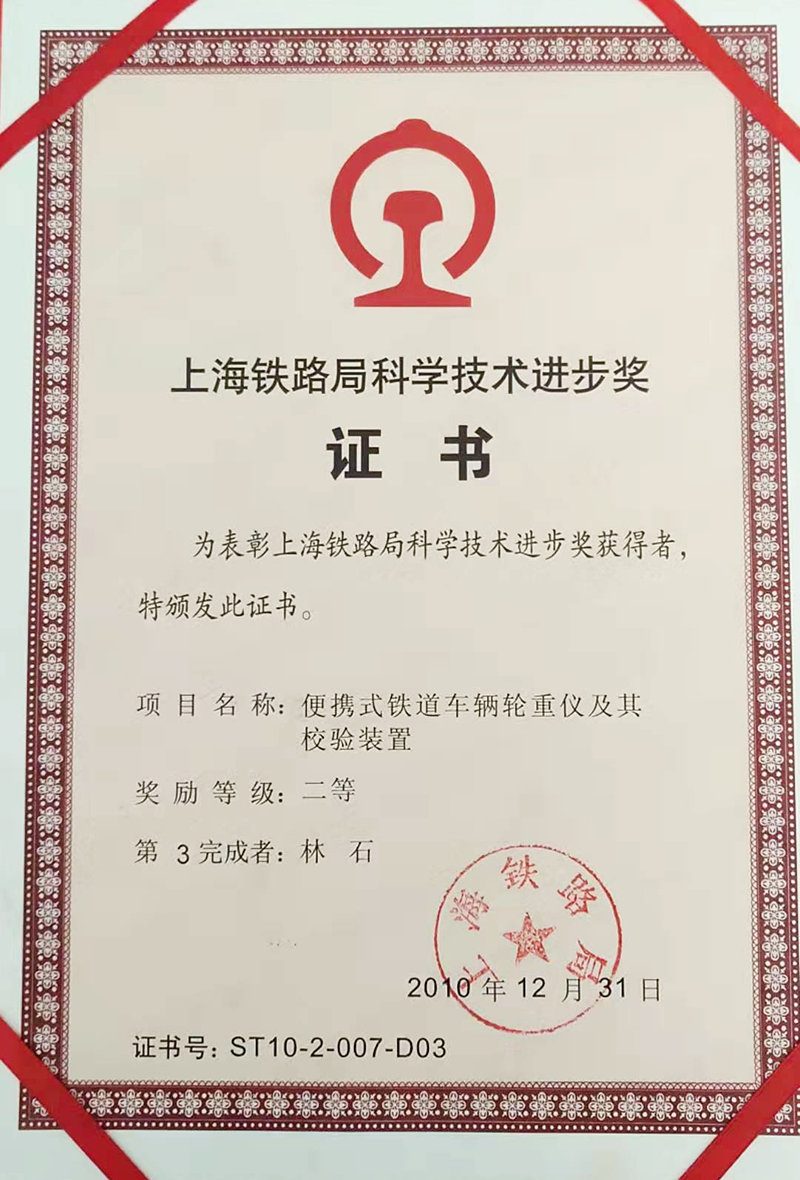 上海铁路局科学技术进步奖
证 书
为表彰上海铁路局科学技术进步奖获得者，
特颁发此证书。
项 目 名 称：便携式铁道车辆轮重仪及其
校验装置
奖 励 等 级：二等
第 3 完成者：林 石
上海铁路局
2010 年 12 月 31 日
证书号：ST10-2-007-D03